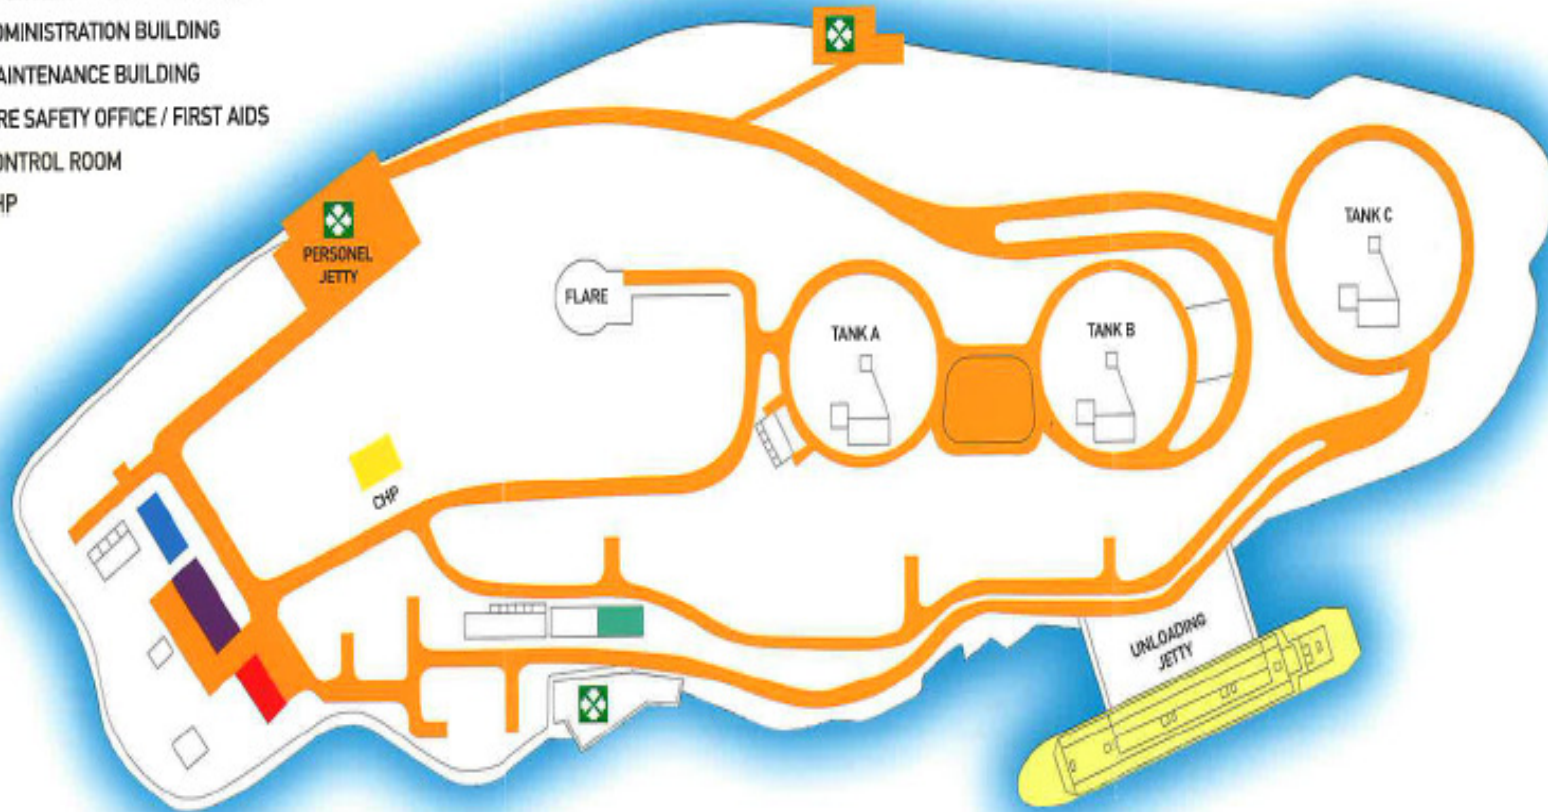 DMINISTRATION BUILDING
AINTENANCE BUILDING
RE SAFETY OFFICE / FIRST AIDS
ONTROL ROOM
HP
PERSONEL
JETTY
FLARE
TANK A
TANK B
TANK C
CHP
UNLOADING
JETTY